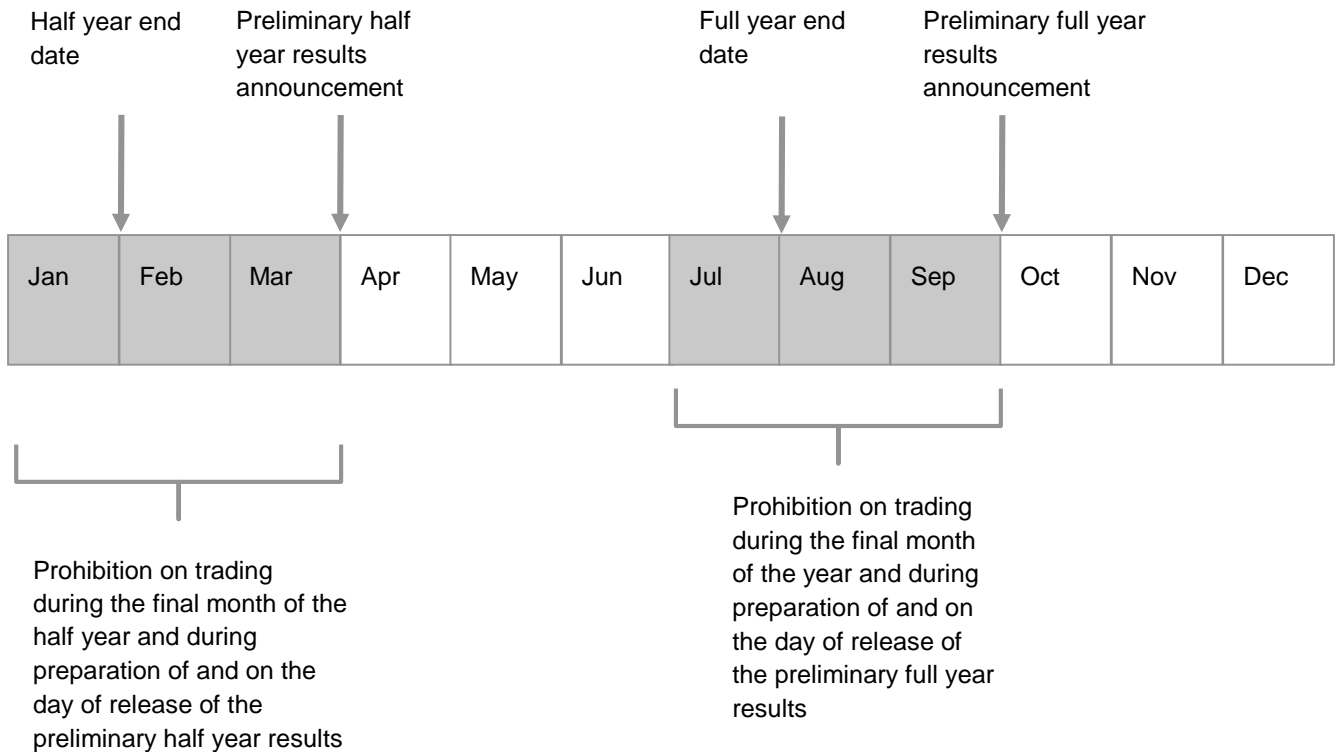 Half year end
date
Preliminary half
year results
announcement
Full year end
date
Preliminary full year
results
announcement
Jan Feb Mar Apr May Jun Jul Aug Sep Oct Nov Dec
Prohibition on trading
during the final month of the
half year and during
preparation of and on the
day of release of the
preliminary half year results
Prohibition on trading
during the final month
of the year and during
preparation of and on
the day of release of
the preliminary full year
results